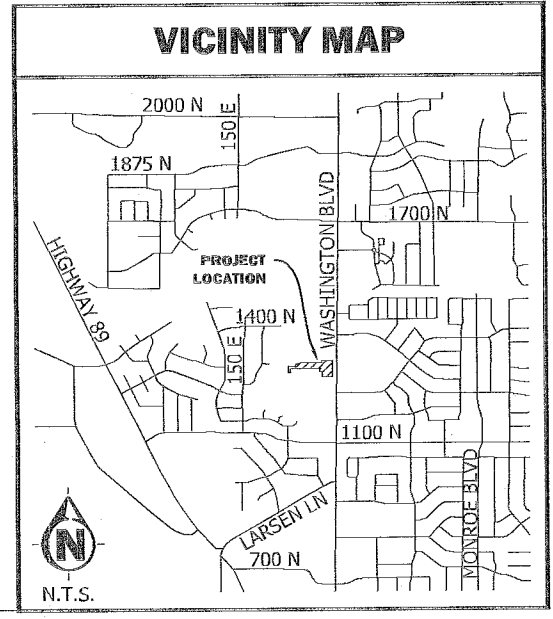 VICINITY MAP
2000 N
150 E
1875 N
WASHINGTON BLVD
1700 N
HIGHWAY 89
PROJECT
LOCATION
1400 N
150 E
1100 N
MONROE BLVD
LARSEN LN
700 N
N
N.T.S.